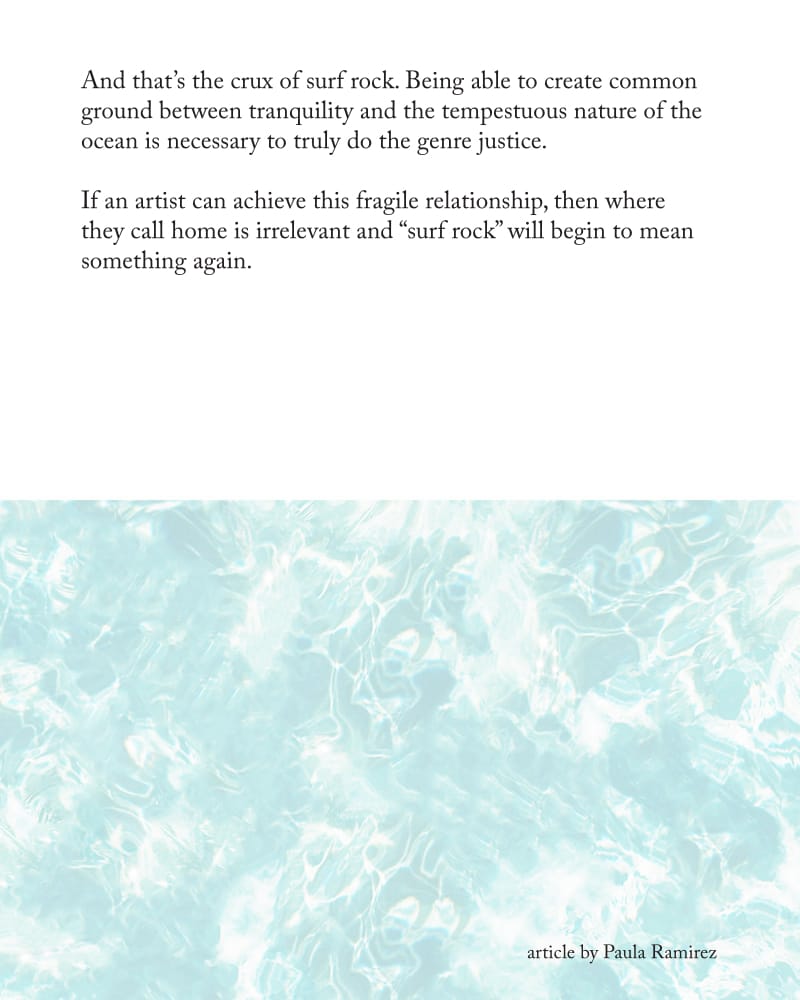 And that’s the crux of surf rock. Being able to create common
ground between tranquility and the tempestuous nature of the
ocean is necessary to truly do the genre justice.
If an artist can achieve this fragile relationship, then where
they call home is irrelevant and “surf rock” will begin to mean
something again.
article by Paula Ramirez